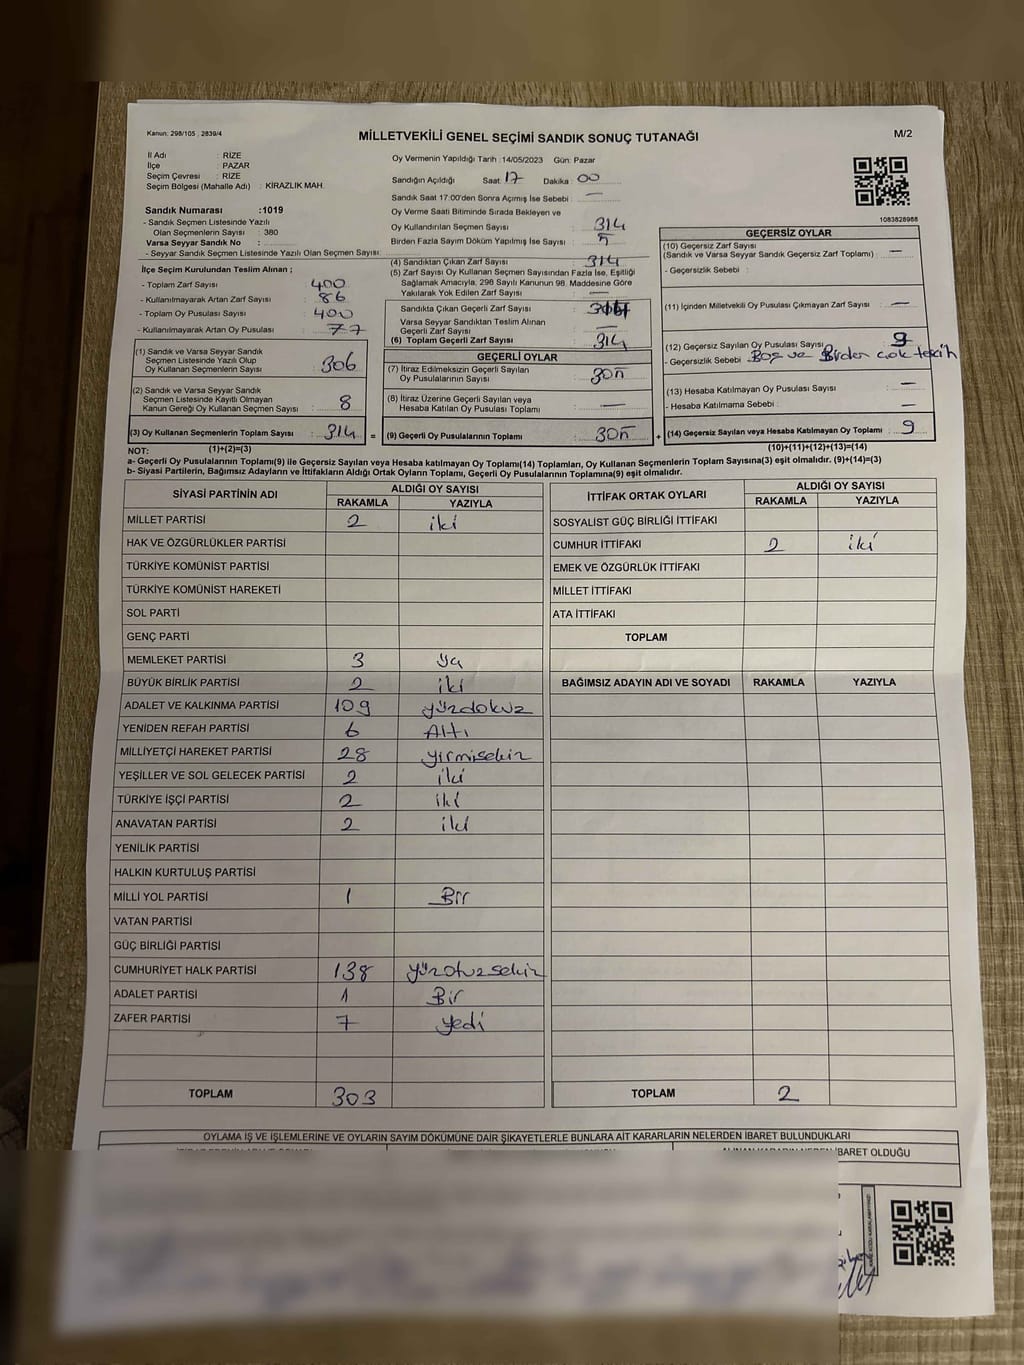 Kanun: 298/105 , 2839/4
MİLLETVEKİLİ GENEL SEÇİMİ SANDIK SONUÇ TUTANAĞI
M/2
İl Adı : RİZE
İlçe : PAZAR
Seçim Çevresi : RİZE
Seçim Bölgesi (Mahalle Adı) : KİRAZLIK MAH.
Oy Vermenin Yapıldığı Tarih :14/05/2023 Gün: Pazar
Sandığın Açıldığı Saat: 17 Dakika: 00
Sandık Saat 17:00'den Sonra Açımış İse Sebebi : —
Oy Verme Saati Bitiminde Sırada Bekleyen ve
Oy Kullandırılan Seçmen Sayısı : 314
Birden Fazla Sayım Döküm Yapılmış İse Sayısı :
1083828988
Sandık Numarası :1019
- Sandık Seçmen Listesinde Yazılı
Olan Seçmenlerin Sayısı : 380
Varsa Seyyar Sandık No :
- Seyyar Sandık Seçmen Listesinde Yazılı Olan Seçmen Sayısı:
İlçe Seçim Kurulundan Teslim Alınan ;
- Toplam Zarf Sayısı : 400
- Kullanılmayarak Artan Zarf Sayısı : 86
- Toplam Oy Pusulası Sayısı : 400
- Kullanılmayarak Artan Oy Pusulası : 77
(1) Sandık ve Varsa Seyyar Sandık
Seçmen Listesinde Yazılı Olup
Oy Kullanan Seçmenlerin Sayısı : 306
(2) Sandık ve Varsa Seyyar Sandık
Seçmen Listesinde Kayıtlı Olmayan
Kanun Gereği Oy Kullanan Seçmen Sayısı : 8
(3) Oy Kullanan Seçmenlerin Toplam Sayısı : 314 =
(4) Sandıktan Çıkan Zarf Sayısı : 314
(5) Zarf Sayısı Oy Kullanan Seçmen Sayısından Fazla İse, Eşitliği
Sağlamak Amacıyla, 298 Sayılı Kanunun 98. Maddesine Göre
Yakılarak Yok Edilen Zarf Sayısı : —
Sandıkta Çıkan Geçerli Zarf Sayısı :
Varsa Seyyar Sandıktan Teslim Alınan
Geçerli Zarf Sayısı : —
(6) Toplam Geçerli Zarf Sayısı : 314
GEÇERLİ OYLAR
(7) İtiraz Edilmeksizin Geçerli Sayılan
Oy Pusulalarının Sayısı : 305
(8) İtiraz Üzerine Geçerli Sayılan veya
Hesaba Katılan Oy Pusulası Toplamı : —
(9) Geçerli Oy Pusulalarının Toplamı : 305 +
GEÇERSİZ OYLAR
(10) Geçersiz Zarf Sayısı
(Sandık ve Varsa Seyyar Sandık Geçersiz Zarf Toplamı) : —
- Geçersizlik Sebebi :
(11) İçinden Milletvekili Oy Pusulası Çıkmayan Zarf Sayısı : —
(12) Geçersiz Sayılan Oy Pusulası Sayısı : 9
- Geçersizlik Sebebi : Boş ve Birden çok tercih
(13) Hesaba Katılmayan Oy Pusulası Sayısı : —
- Hesaba Katılmama Sebebi : —
(14) Geçersiz Sayılan veya Hesaba Katılmayan Oy Toplamı : 9
NOT: (1)+(2)=(3)
(10)+(11)+(12)+(13)=(14)
a- Geçerli Oy Pusulalarının Toplamı(9) ile Geçersiz Sayılan veya Hesaba katılmayan Oy Toplamı(14) Toplamları, Oy Kullanan Seçmenlerin Toplam Sayısına(3) eşit olmalıdır. (9)+(14)=(3)
b- Siyasi Partilerin, Bağımsız Adayların ve İttifakların Aldığı Ortak Oyların Toplamı, Geçerli Oy Pusulalarının Toplamına(9) eşit olmalıdır.
SİYASİ PARTİNİN ADI ALDIĞI OY SAYISI
RAKAMLA YAZIYLA
MİLLET PARTİSİ 2 iki
HAK VE ÖZGÜRLÜKLER PARTİSİ
TÜRKİYE KOMÜNİST PARTİSİ
TÜRKİYE KOMÜNİST HAREKETİ
SOL PARTİ
GENÇ PARTİ
MEMLEKET PARTİSİ 3
BÜYÜK BİRLİK PARTİSİ 2 iki
ADALET VE KALKINMA PARTİSİ 109 yüzdokuz
YENİDEN REFAH PARTİSİ 6 Altı
MİLLİYETÇİ HAREKET PARTİSİ 28 yirmisekiz
YEŞİLLER VE SOL GELECEK PARTİSİ 2 iki
TÜRKİYE İŞÇİ PARTİSİ 2 iki
ANAVATAN PARTİSİ 2 iki
YENİLİK PARTİSİ
HALKIN KURTULUŞ PARTİSİ
MİLLİ YOL PARTİSİ 1 Bir
VATAN PARTİSİ
GÜÇ BİRLİĞİ PARTİSİ
CUMHURİYET HALK PARTİSİ 138 yüzotuzsekiz
ADALET PARTİSİ 1 Bir
ZAFER PARTİSİ 7 yedi
TOPLAM 303
İTTİFAK ORTAK OYLARI ALDIĞI OY SAYISI
RAKAMLA YAZIYLA
SOSYALİST GÜÇ BİRLİĞİ İTTİFAKI
CUMHUR İTTİFAKI 2 iki
EMEK VE ÖZGÜRLÜK İTTİFAKI
MİLLET İTTİFAKI
ATA İTTİFAKI
TOPLAM
BAĞIMSIZ ADAYIN ADI VE SOYADI RAKAMLA YAZIYLA
TOPLAM 2
OYLAMA İŞ VE İŞLEMLERİNE VE OYLARIN SAYIM DÖKÜMÜNE DAİR ŞİKAYETLERLE BUNLARA AİT KARARLARIN NELERDEN İBARET BULUNDUKLARI
İBARET OLDUĞU